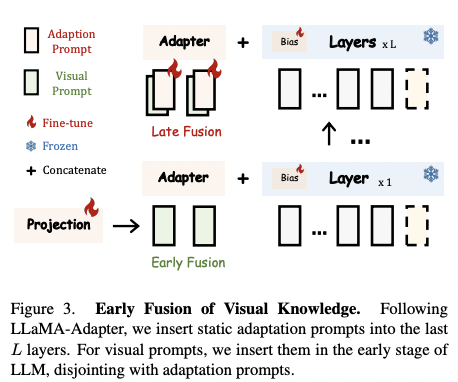 Adaption
Prompt
Visual
Prompt
Fine-tune
Frozen
+ Concatenate
Adapter + Bias Layers x L
...
Late Fusion
...
Adapter + Bias Layer x 1
Projection
...
Early Fusion
Figure 3. Early Fusion of Visual Knowledge. Following
LLaMA-Adapter, we insert static adaptation prompts into the last
L layers. For visual prompts, we insert them in the early stage of
LLM, disjointing with adaptation prompts.